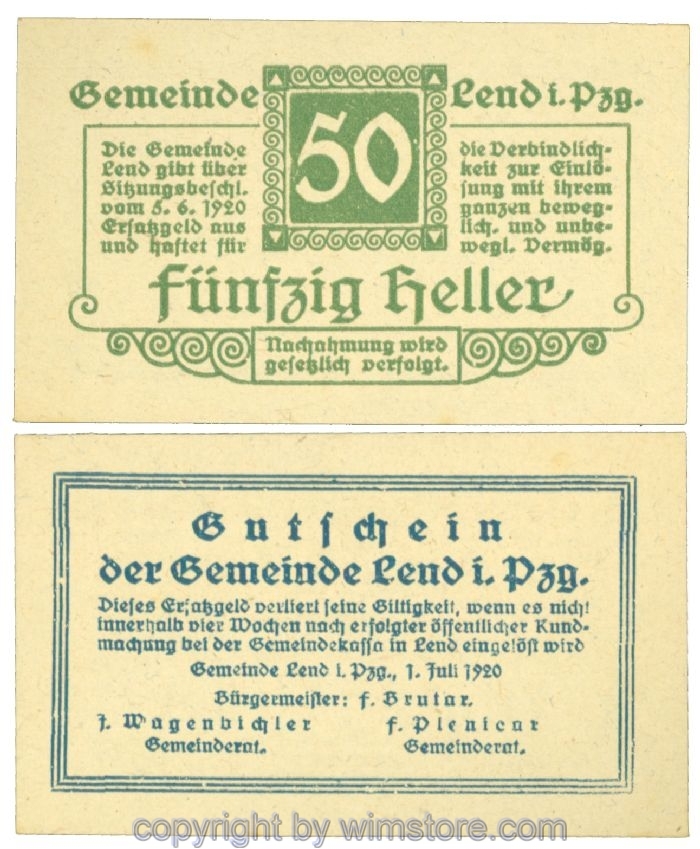 Gemeinde 50 Lend i. Pzg.
Die Gemeinde
Lend gibt über
Sitzungsbeschl.
vom 5. 6. 1920
Ersatzgeld aus
und haftet für
die Verbindlich-
keit zur Einlö-
sung mit ihrem
ganzen beweg-
lich. und unbe-
wegl. Vermög.
fünfzig Heller
Nachahmung wird
gesetzlich verfolgt.
Gutschein
der Gemeinde Lend i. Pzg.
Dieses Ersatzgeld verliert seine Giltigkeit, wenn es nicht
innerhalb vier Wochen nach erfolgter öffentlicher Kund-
machung bei der Gemeindekassa in Lend eingelöst wird
Gemeinde Lend i. Pzg., 1. Juli 1920
Bürgermeister: F. Brutar.
J. Wagenbichler F. Plenicar
Gemeinderat. Gemeinderat.
copyright by wimstore.com